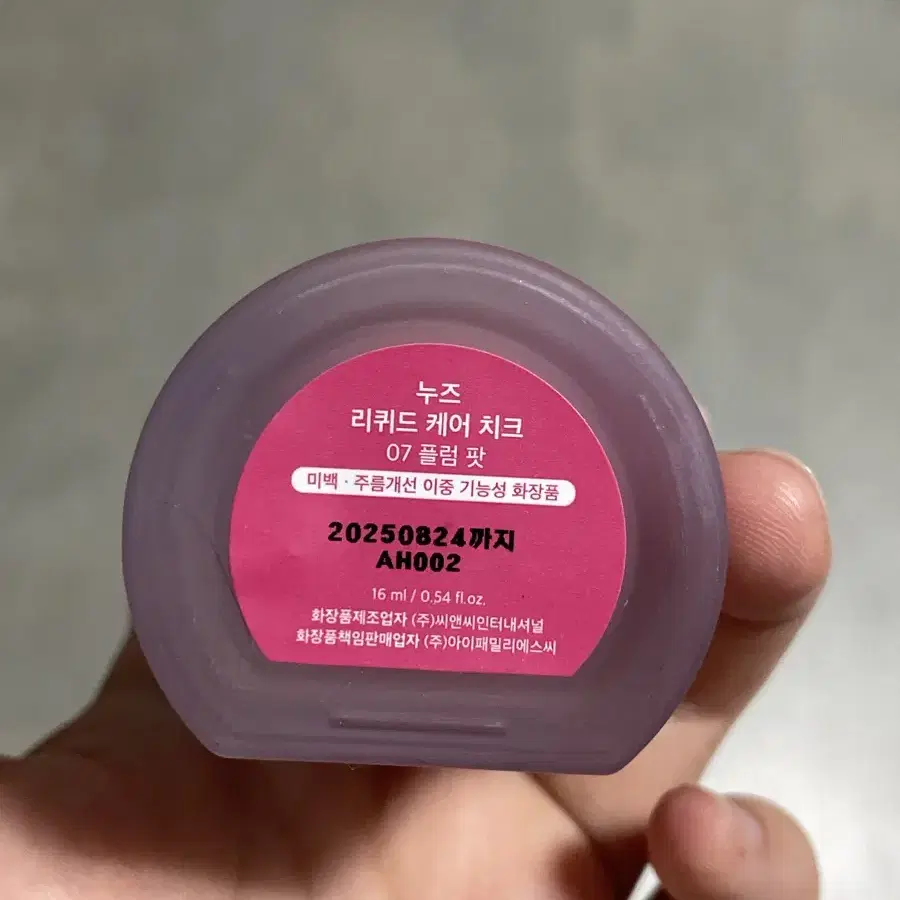 누즈
리퀴드 케어 치크
07 플럼 팟
미백 · 주름개선 이중 기능성 화장품
20250824까지
AH002
16 ml / 0.54 fl.oz.
화장품제조업자 (주)씨앤씨인터내셔널
화장품책임판매업자 (주)아이패밀리에스씨